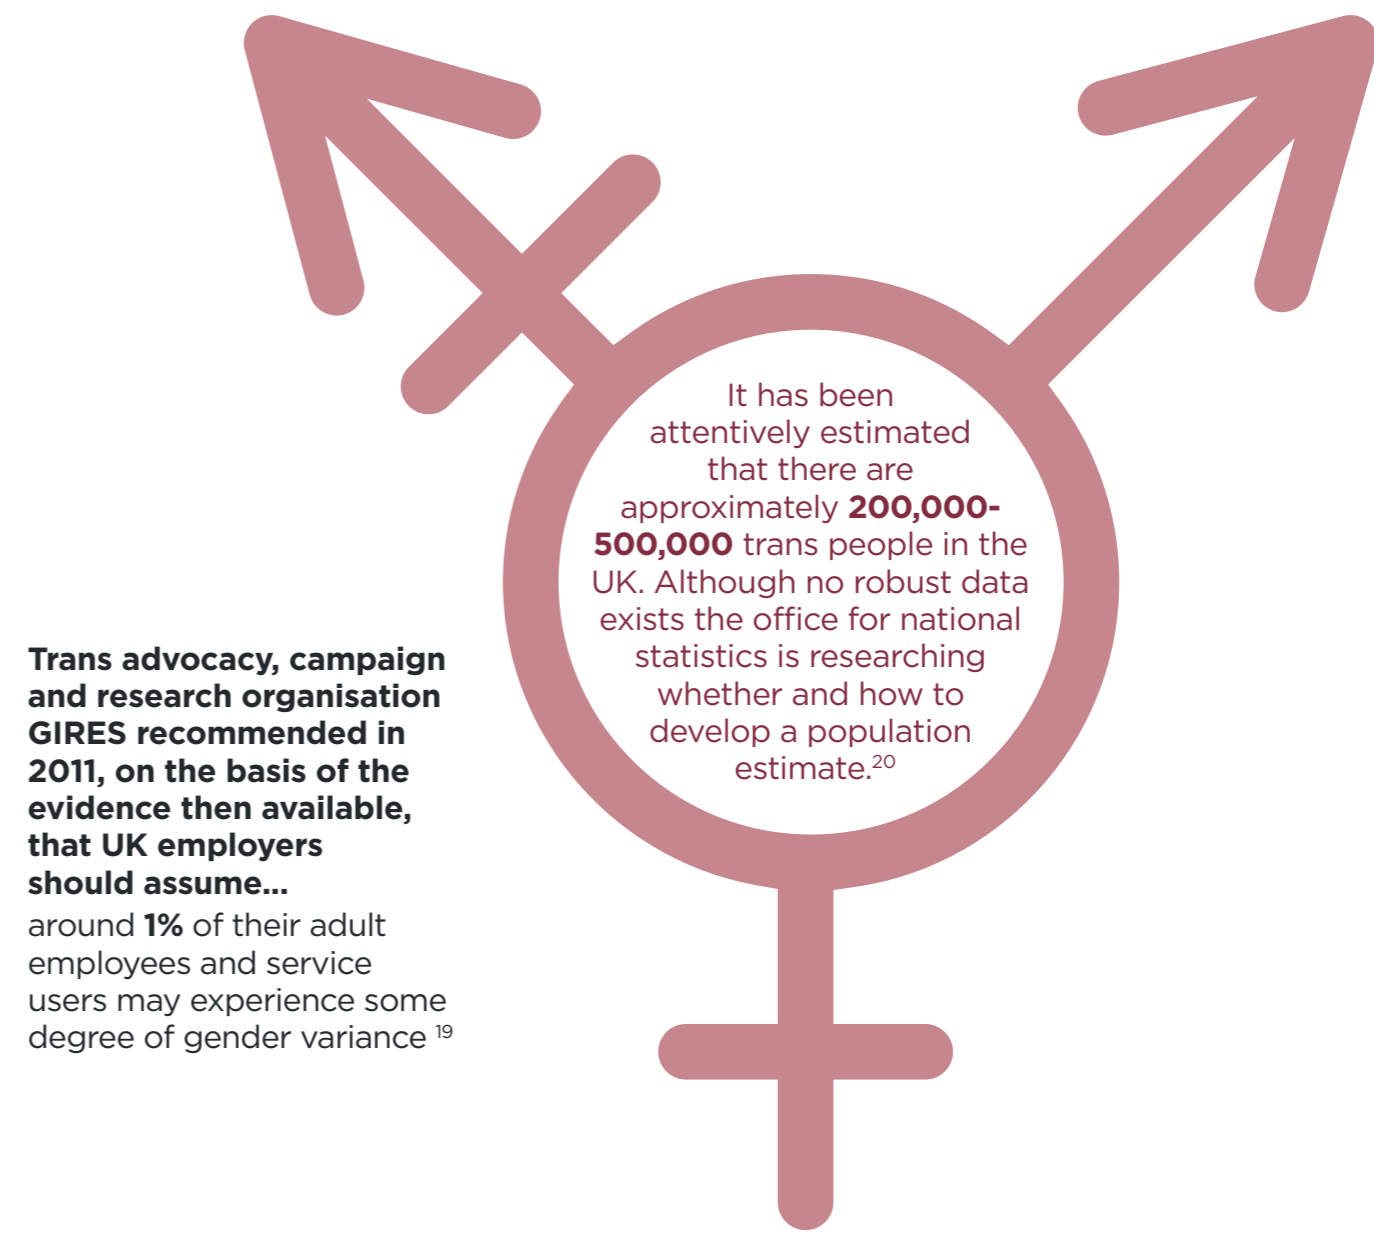 It has been
attentively estimated
that there are
approximately 200,000-
500,000 trans people in the
UK. Although no robust data
exists the office for national
statistics is researching
whether and how to
develop a population
estimate.20
Trans advocacy, campaign
and research organisation
GIRES recommended in
2011, on the basis of the
evidence then available,
that UK employers
should assume...
around 1% of their adult
employees and service
users may experience some
degree of gender variance 19